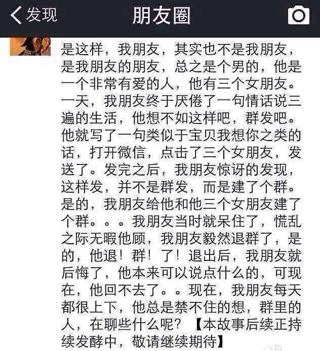 发现
朋友圈
是这样，我朋友，其实也不是我朋友，
是我朋友的朋友，总之是个男的，他是
一个非常有爱的人，他有三个女朋友。
一天，我朋友终于厌倦了一句情话说三
遍的生活，他想不如这样吧，群发吧。
他就写了一个类似于宝贝我想你之类的
话，打开微信，点击了三个女朋友，发
送了。发完之后，我朋友惊讶的发现，
这样发，并不是群发，而是建了个群。
是的，我朋友给他和他三个女朋友建了
个群。。。我朋友当时就呆住了，慌乱
之际无暇他顾，我朋友毅然退群了，是
的，他退！群！了！退出后，我朋友就
后悔了，他本来可以说点什么的，可现
在，他回不去了。。现在，我朋友每天
都很上下，他总是禁不住的想，群里的
人，在聊些什么呢？【本故事后续正持
续发酵中，敬请继续期待】